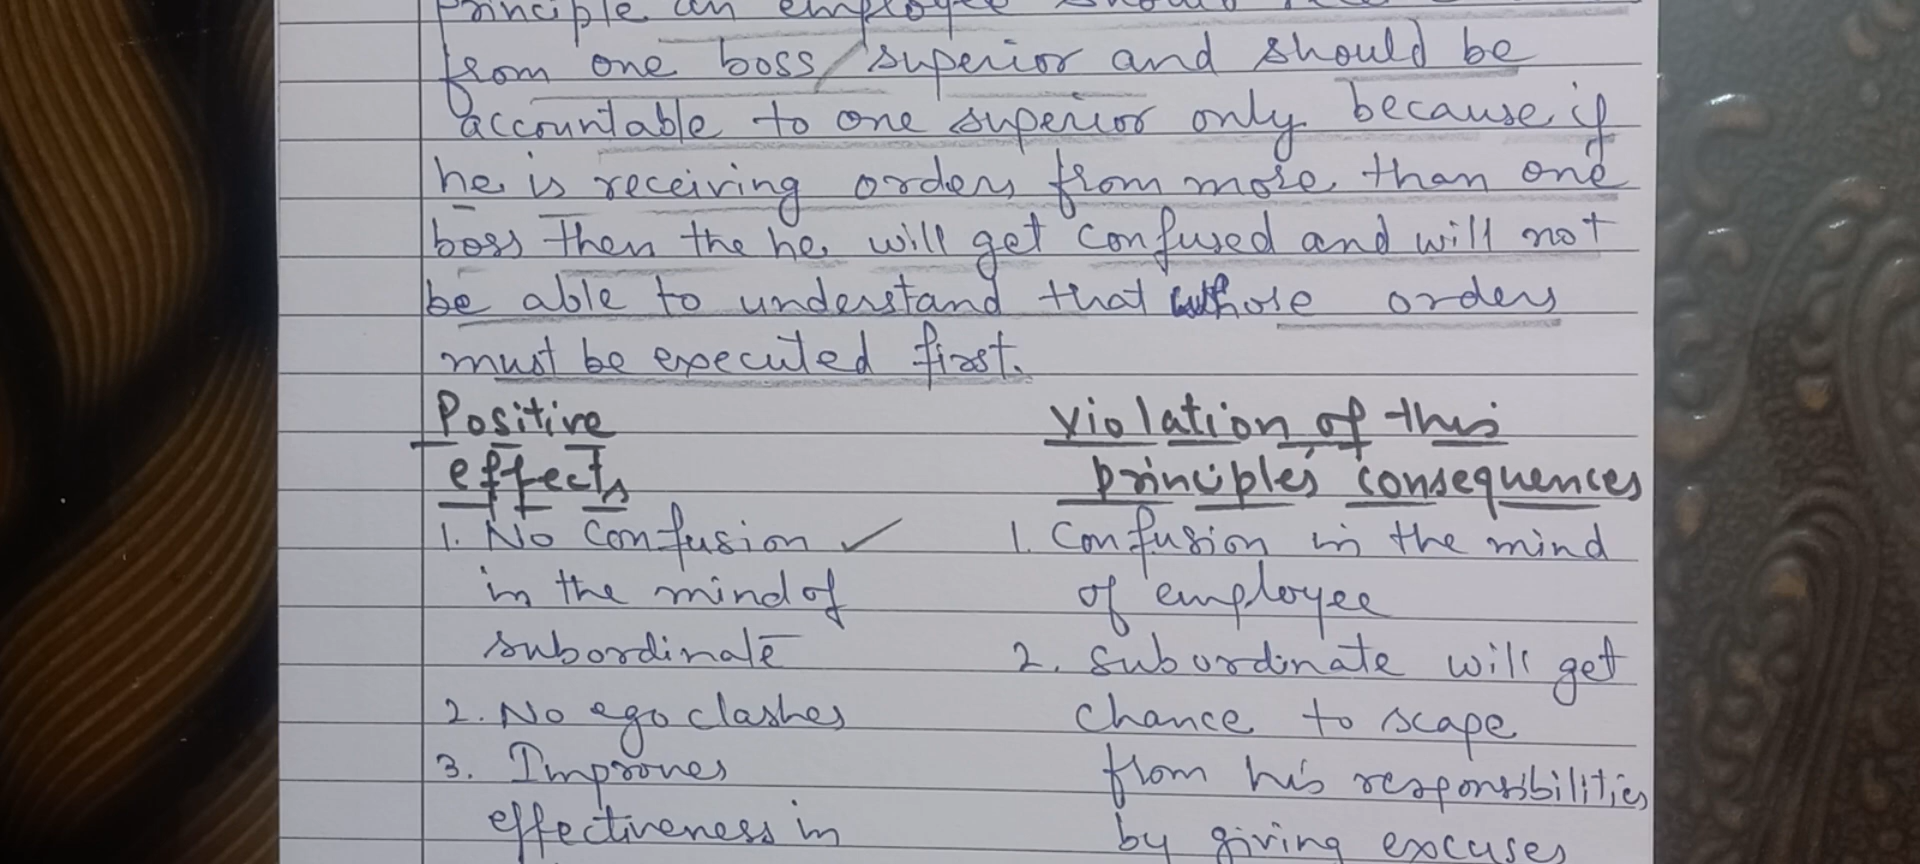 Principle an employee should
from one boss/superior and should be
accountable to one superior only because if
he is receiving orders from more than one
boss then the he will get confused and will not
be able to understand that whose orders
must be executed first.
Positive
effects
1. No confusion ✓
in the mind of
subordinate
2. No ego clashes
3. Improves
effectiveness in
Violation of this
principles consequences
1. Confusion in the mind
of employee
2. Subordinate will get
chance to scape
from his responsibilities
by giving excuses